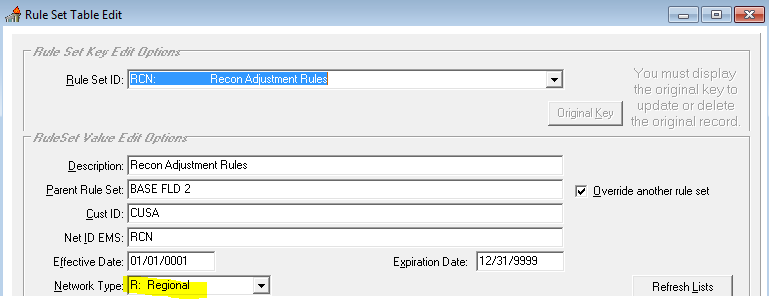 Rule Set Table Edit
Rule Set Key Edit Options
Rule Set ID: RCN: Recon Adjustment Rules
You must display
the original key to
update or delete
the original record.
Original Key
RuleSet Value Edit Options
Description: Recon Adjustment Rules
Parent Rule Set: BASE FLD 2
Override another rule set
Cust ID: CUSA
Net ID EMS: RCN
Effective Date: 01/01/0001 Expiration Date: 12/31/9999
Network Type: R: Regional Refresh Lists